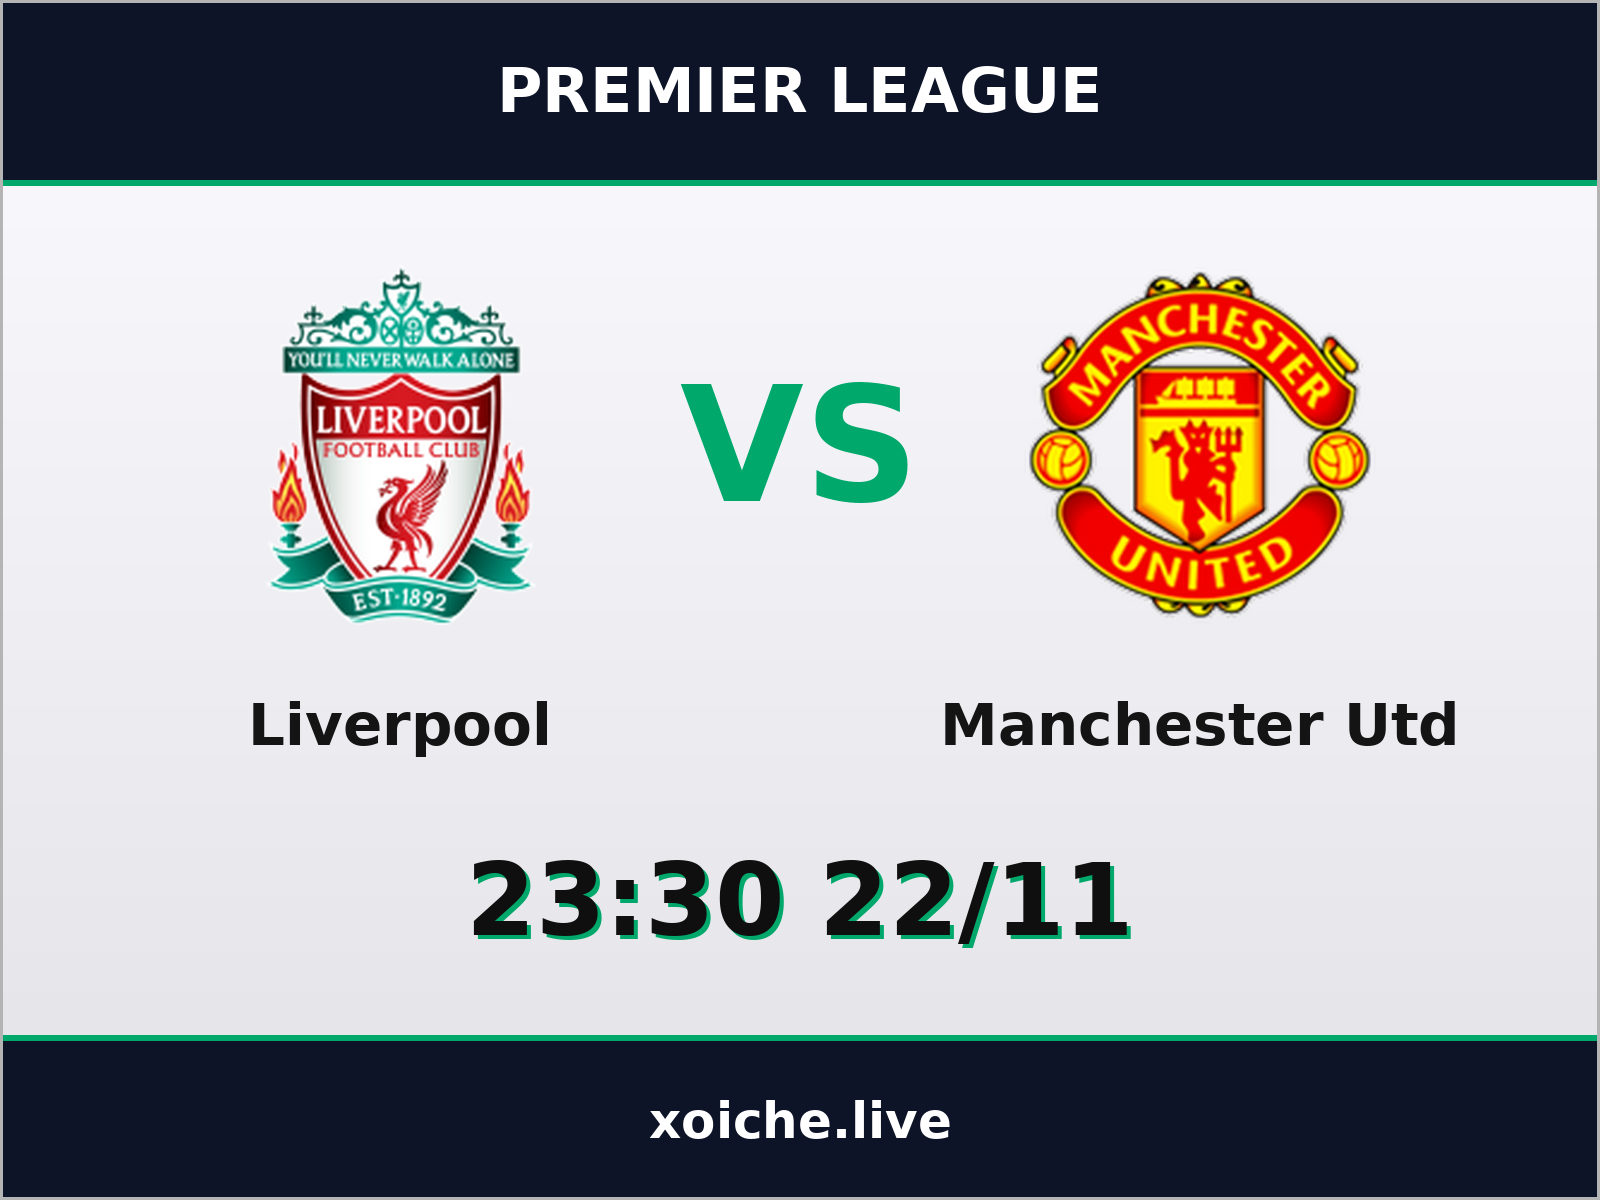 PREMIER LEAGUE
YOU'LL NEVER WALK ALONE
LIVERPOOL
FOOTBALL CLUB
EST·1892
VS
MANCHESTER
UNITED
Liverpool
Manchester Utd
23:30 22/11
xoiche.live